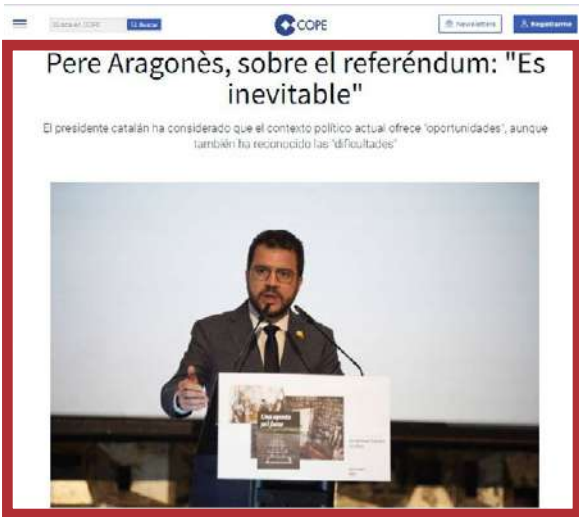 COPE
Buscar
Newsletters
Registrarme
Pere Aragonès, sobre el referéndum: "Es
inevitable"
El presidente catalán ha considerado que el contexto político actual ofrece "oportunidades", aunque
también ha reconocido las "dificultades"
Una aposta
pel futur